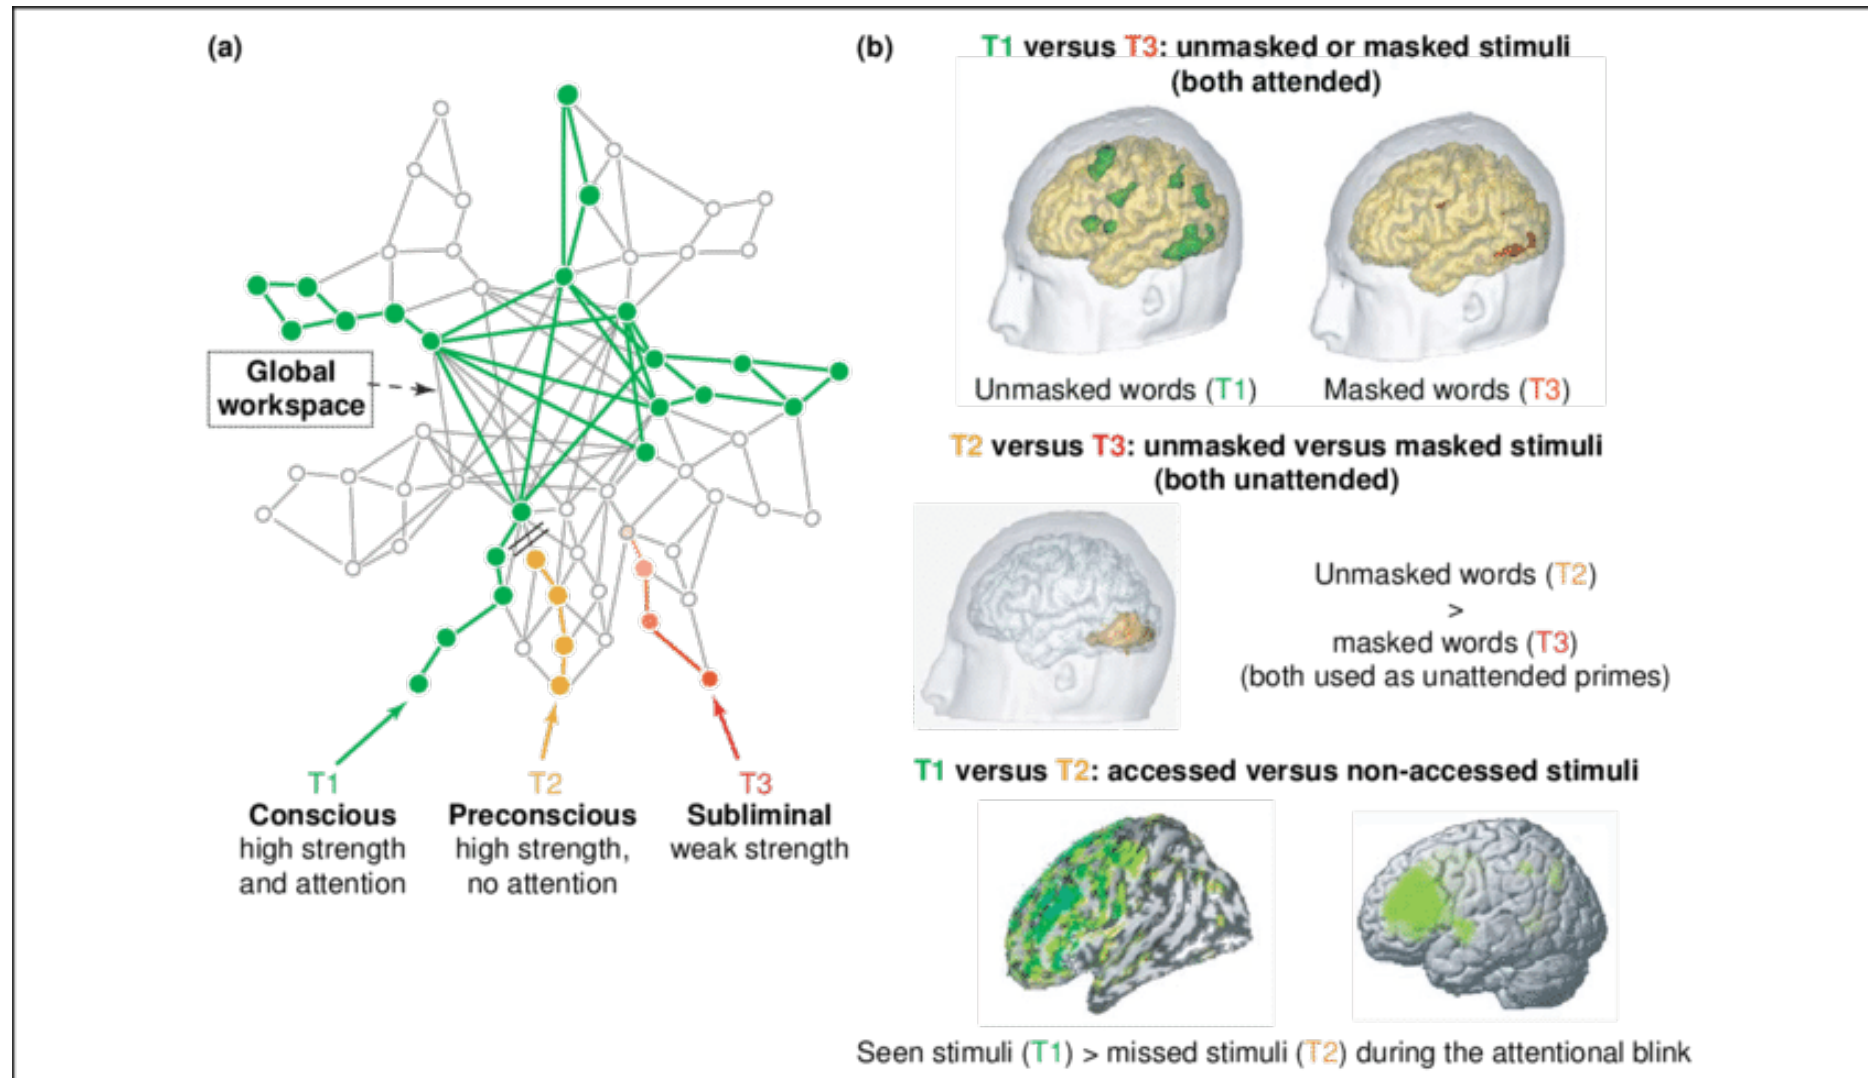 (a)
Global
workspace
T1
Conscious
high strength
and attention
T2
Preconscious
high strength,
no attention
T3
Subliminal
weak strength
(b)
T1 versus T3: unmasked or masked stimuli
(both attended)
Unmasked words (T1)
Masked words (T3)
T2 versus T3: unmasked versus masked stimuli
(both unattended)
Unmasked words (T2)
>
masked words (T3)
(both used as unattended primes)
T1 versus T2: accessed versus non-accessed stimuli
Seen stimuli (T1) > missed stimuli (T2) during the attentional blink